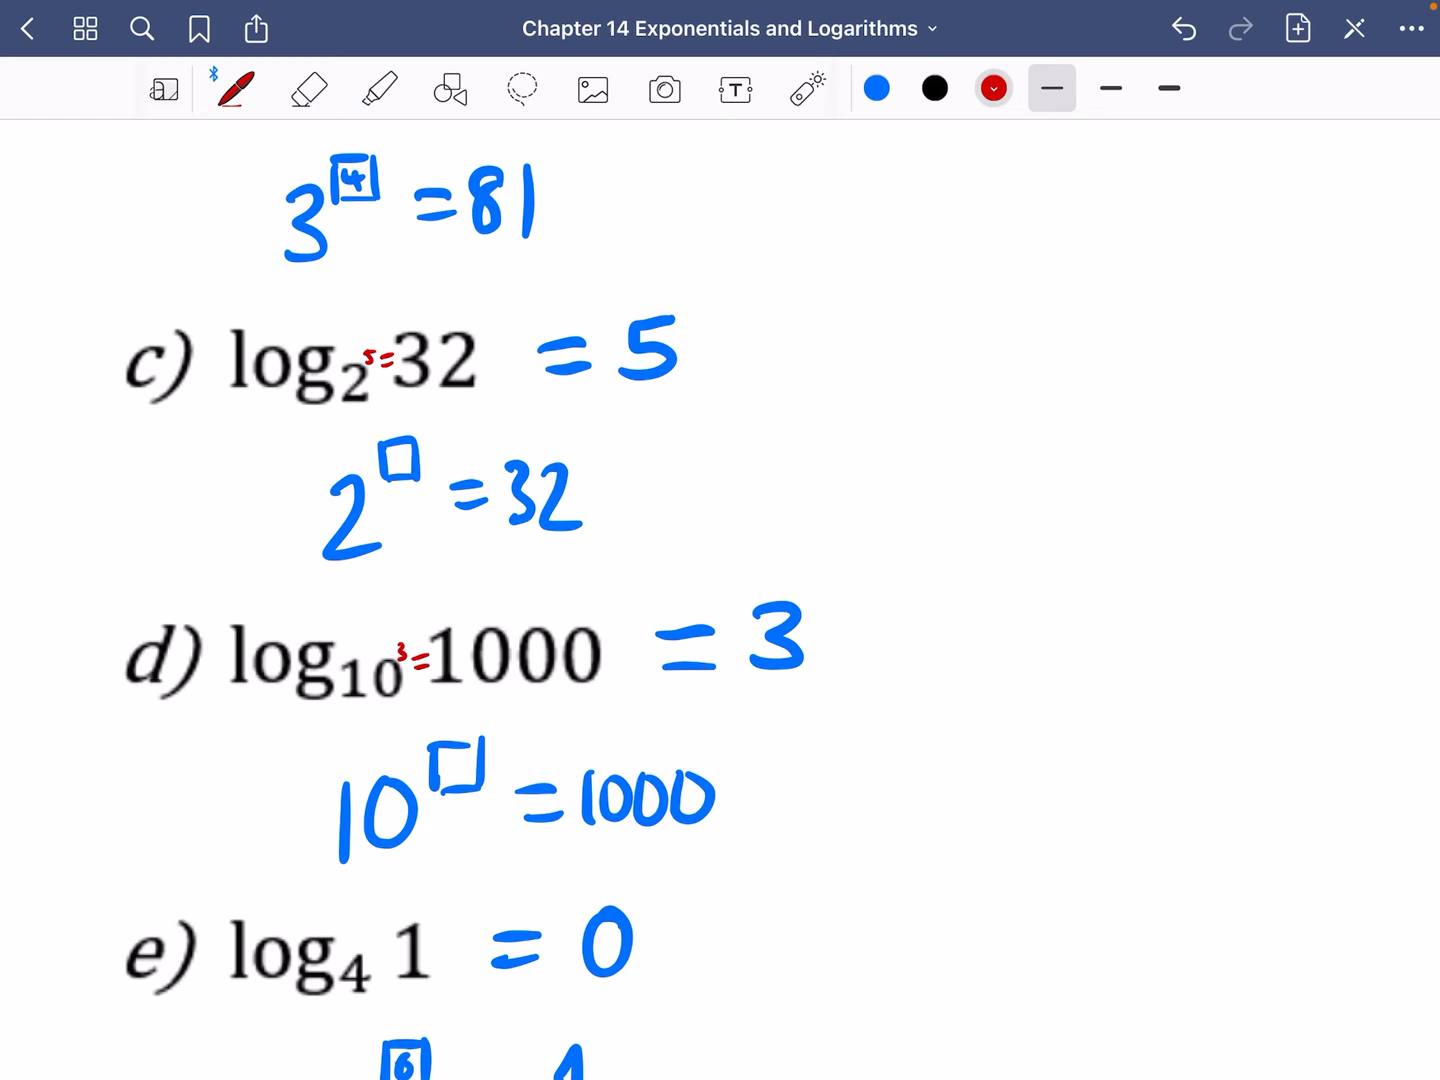 Chapter 14 Exponentials and Logarithms
3^4 = 81
c) log₂ ⁵⁼ 32 = 5
2^□ = 32
d) log₁₀ ³⁼ 1000 = 3
10^□ = 1000
e) log₄ 1 = 0